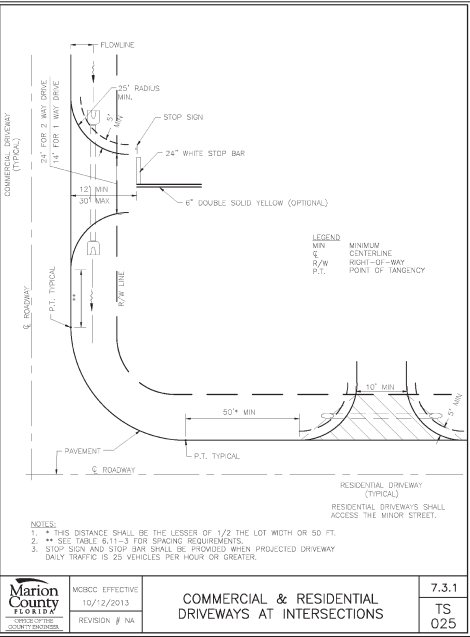 FLOWLINE
25' RADIUS
MIN.
5'
MIN
STOP SIGN
24" WHITE STOP BAR
COMMERCIAL DRIVEWAY
(TYPICAL)
24' FOR 2 WAY DRIVE
14' FOR 1 WAY DRIVE
12' MIN
30' MAX
6" DOUBLE SOLID YELLOW (OPTIONAL)
LEGEND
MIN MINIMUM
℄ CENTERLINE
R/W RIGHT-OF-WAY
P.T. POINT OF TANGENCY
℄ ROADWAY
P.T. TYPICAL
**
R/W LINE
10' MIN
5' MIN
50'* MIN
PAVEMENT
P.T. TYPICAL
℄ ROADWAY
RESIDENTIAL DRIVEWAY
(TYPICAL)
RESIDENTIAL DRIVEWAYS SHALL
ACCESS THE MINOR STREET.
NOTES:
1. * THIS DISTANCE SHALL BE THE LESSER OF 1/2 THE LOT WIDTH OR 50 FT.
2. ** SEE TABLE 6.11-3 FOR SPACING REQUIREMENTS.
3. STOP SIGN AND STOP BAR SHALL BE PROVIDED WHEN PROJECTED DRIVEWAY
DAILY TRAFFIC IS 25 VEHICLES PER HOUR OR GREATER.
Marion
County
FLORIDA
OFFICE OF THE
COUNTY ENGINEER
MCBCC EFFECTIVE
10/12/2013
REVISION # NA
COMMERCIAL & RESIDENTIAL
DRIVEWAYS AT INTERSECTIONS
7.3.1
TS
025